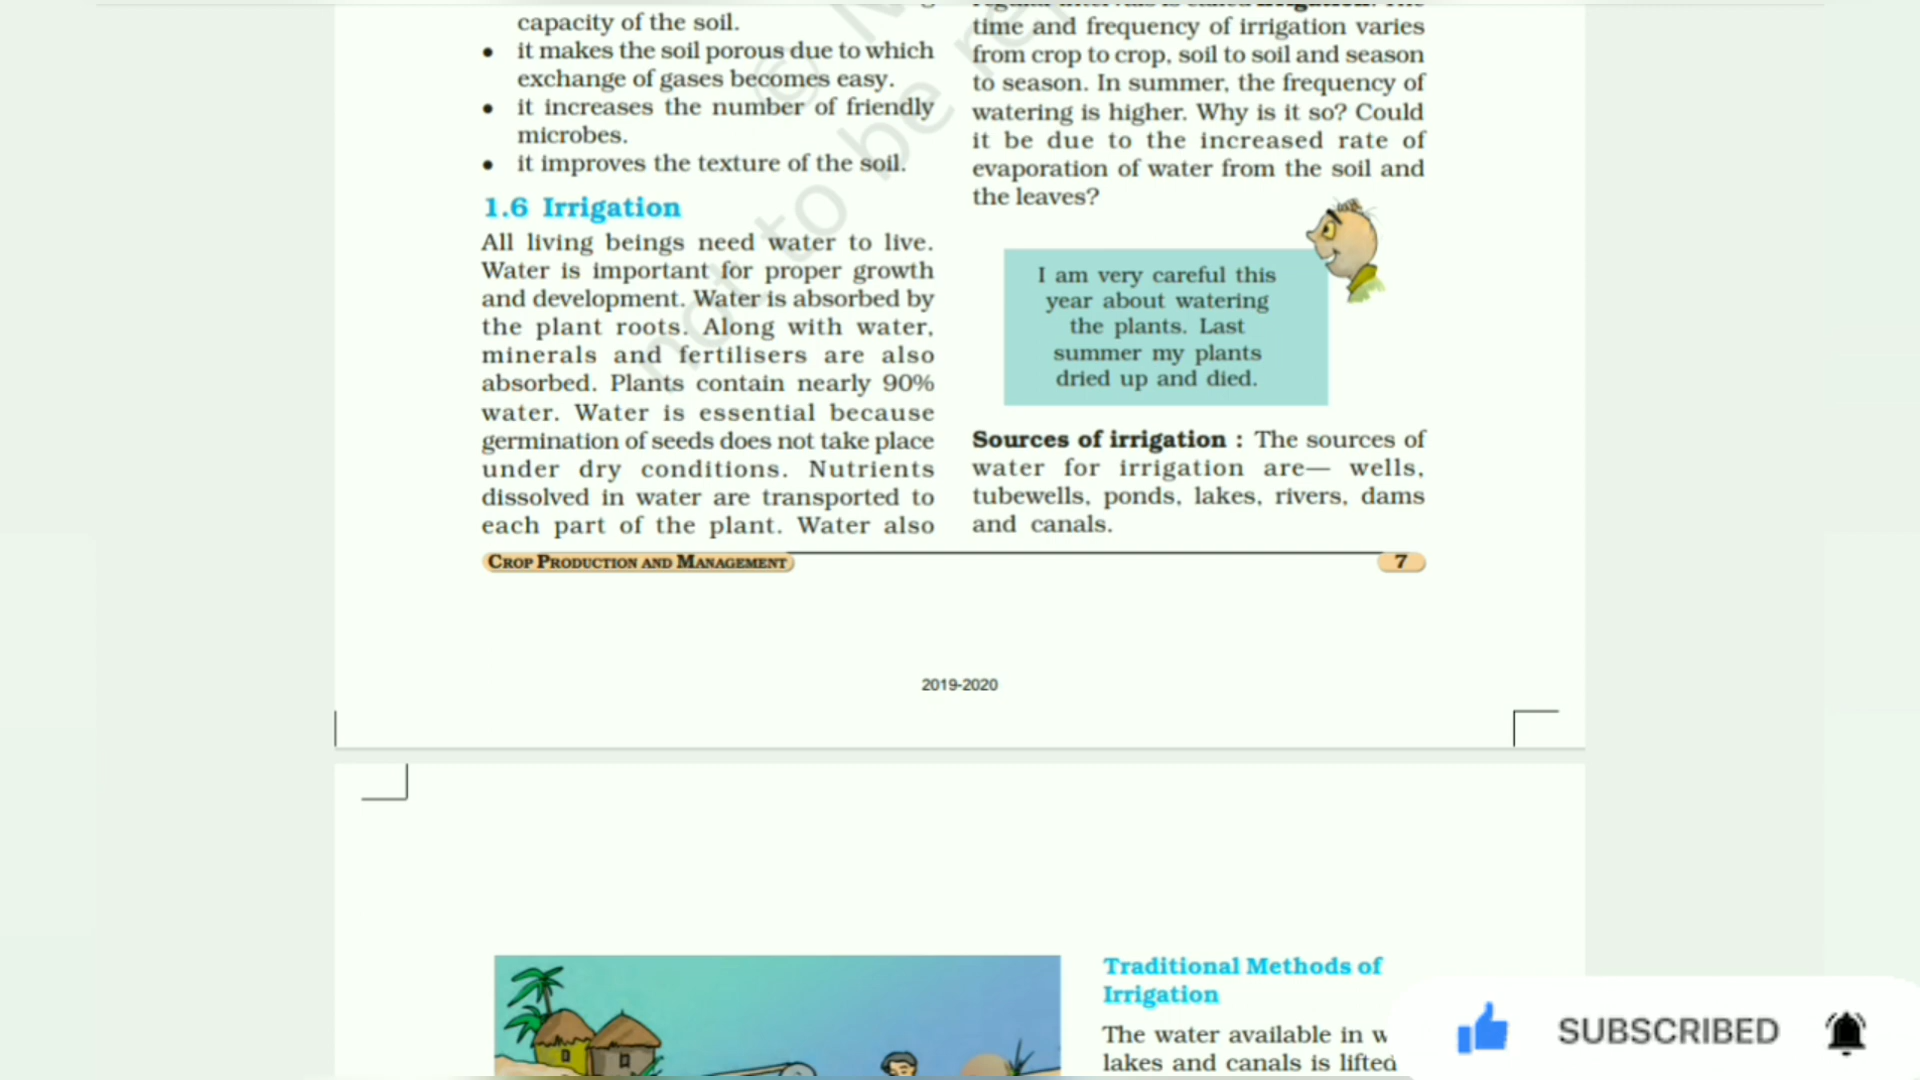 capacity of the soil.
• it makes the soil porous due to which
exchange of gases becomes easy.
• it increases the number of friendly
microbes.
• it improves the texture of the soil.
1.6 Irrigation
All living beings need water to live.
Water is important for proper growth
and development. Water is absorbed by
the plant roots. Along with water,
minerals and fertilisers are also
absorbed. Plants contain nearly 90%
water. Water is essential because
germination of seeds does not take place
under dry conditions. Nutrients
dissolved in water are transported to
each part of the plant. Water also
time and frequency of irrigation varies
from crop to crop, soil to soil and season
to season. In summer, the frequency of
watering is higher. Why is it so? Could
it be due to the increased rate of
evaporation of water from the soil and
the leaves?
I am very careful this
year about watering
the plants. Last
summer my plants
dried up and died.
Sources of irrigation : The sources of
water for irrigation are— wells,
tubewells, ponds, lakes, rivers, dams
and canals.
CROP PRODUCTION AND MANAGEMENT
7
2019-2020
not to be
Traditional Methods of
Irrigation
The water available in
lakes and canals is lifted
SUBSCRIBED